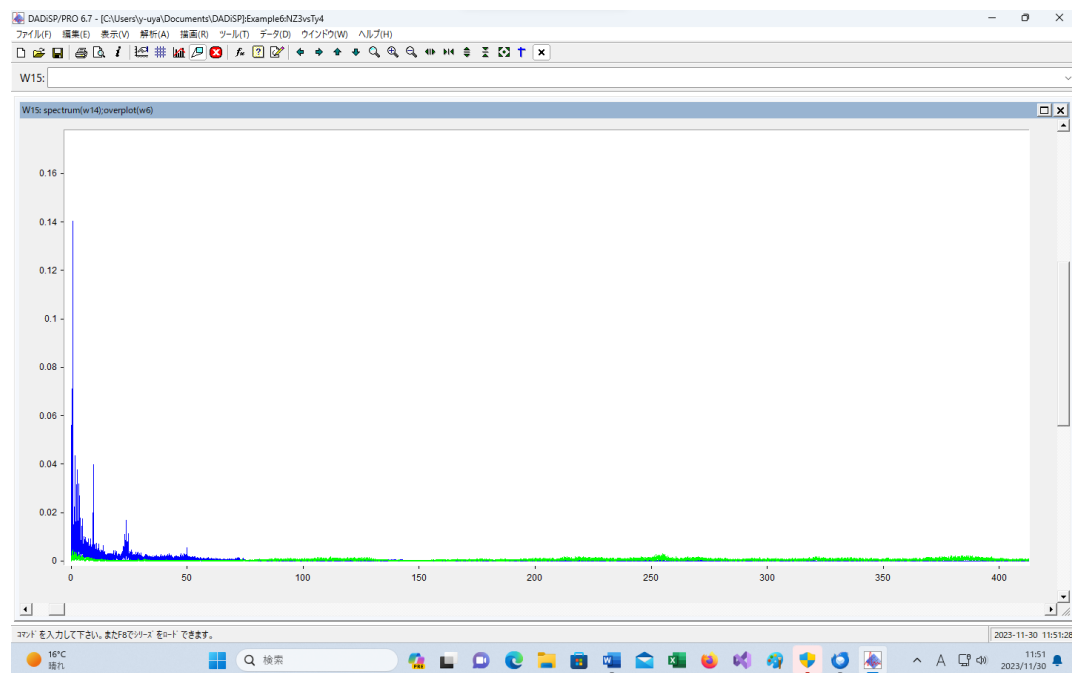 DADiSP/PRO 6.7 - [C:\Users\y-uya\Documents\DADiSP]:Example6:NZ3vsTy4
ファイル(F) 編集(E) 表示(V) 解析(A) 描画(R) ツール(T) データ(D) ウインドウ(W) ヘルプ(H)
W15:
W15: spectrum(w14);overplot(w6)
0.16
0.14
0.12
0.1
0.08
0.06
0.04
0.02
0
0 50 100 150 200 250 300 350 400
コマンド を入力して下さい。またF8でシリーズ をロード できます。
2023-11-30 11:51:28
16°C
晴れ
検索
PRE
A
11:51
2023/11/30